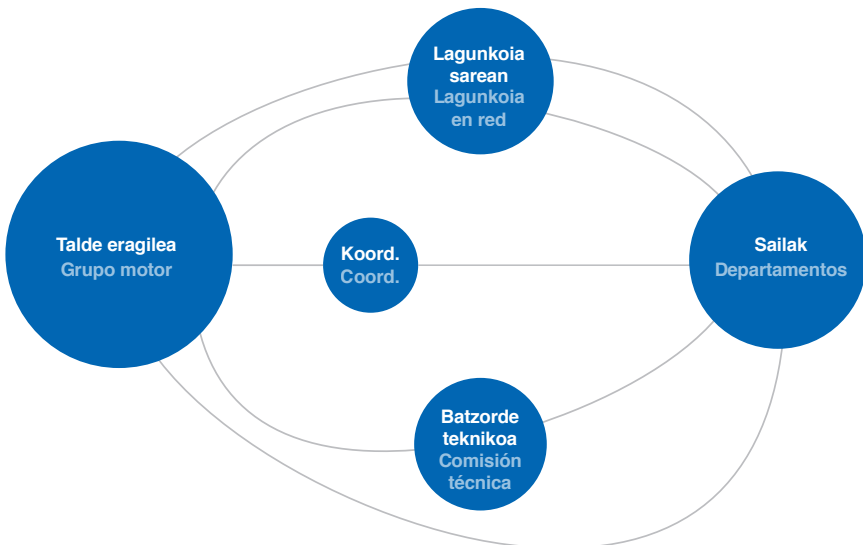 Lagunkoia
sarean
Lagunkoia
en red
Talde eragilea
Grupo motor
Koord.
Coord.
Sailak
Departamentos
Batzorde
teknikoa
Comisión
técnica